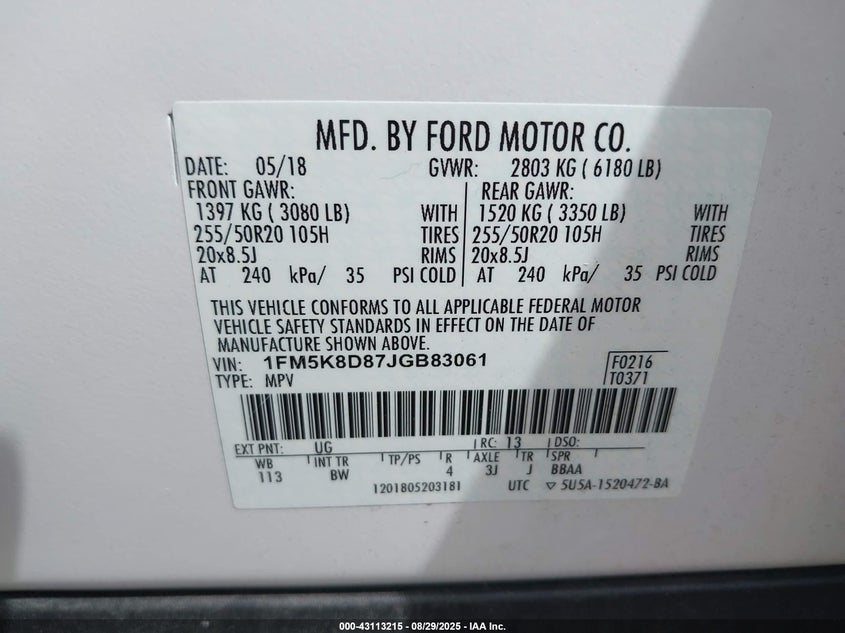 MFD. BY FORD MOTOR CO.
DATE: 05/18 GVWR: 2803 KG ( 6180 LB)
FRONT GAWR: REAR GAWR:
1397 KG ( 3080 LB) WITH 1520 KG ( 3350 LB) WITH
255/50R20 105H TIRES 255/50R20 105H TIRES
20x8.5J RIMS 20x8.5J RIMS
AT 240 kPa/ 35 PSI COLD AT 240 kPa/ 35 PSI COLD
THIS VEHICLE CONFORMS TO ALL APPLICABLE FEDERAL MOTOR
VEHICLE SAFETY STANDARDS IN EFFECT ON THE DATE OF
MANUFACTURE SHOWN ABOVE.
VIN: 1FM5K8D87JGB83061 F0216
TYPE: MPV T0371
EXT PNT: UG RC: 13 DSO:
WB INT TR TP/PS R AXLE TR SPR
113 BW 4 3J J BBAA
1201805203181 UTC ▽ 5U5A-1520472-BA
000-43113215 - 08/29/2025 - IAA Inc.